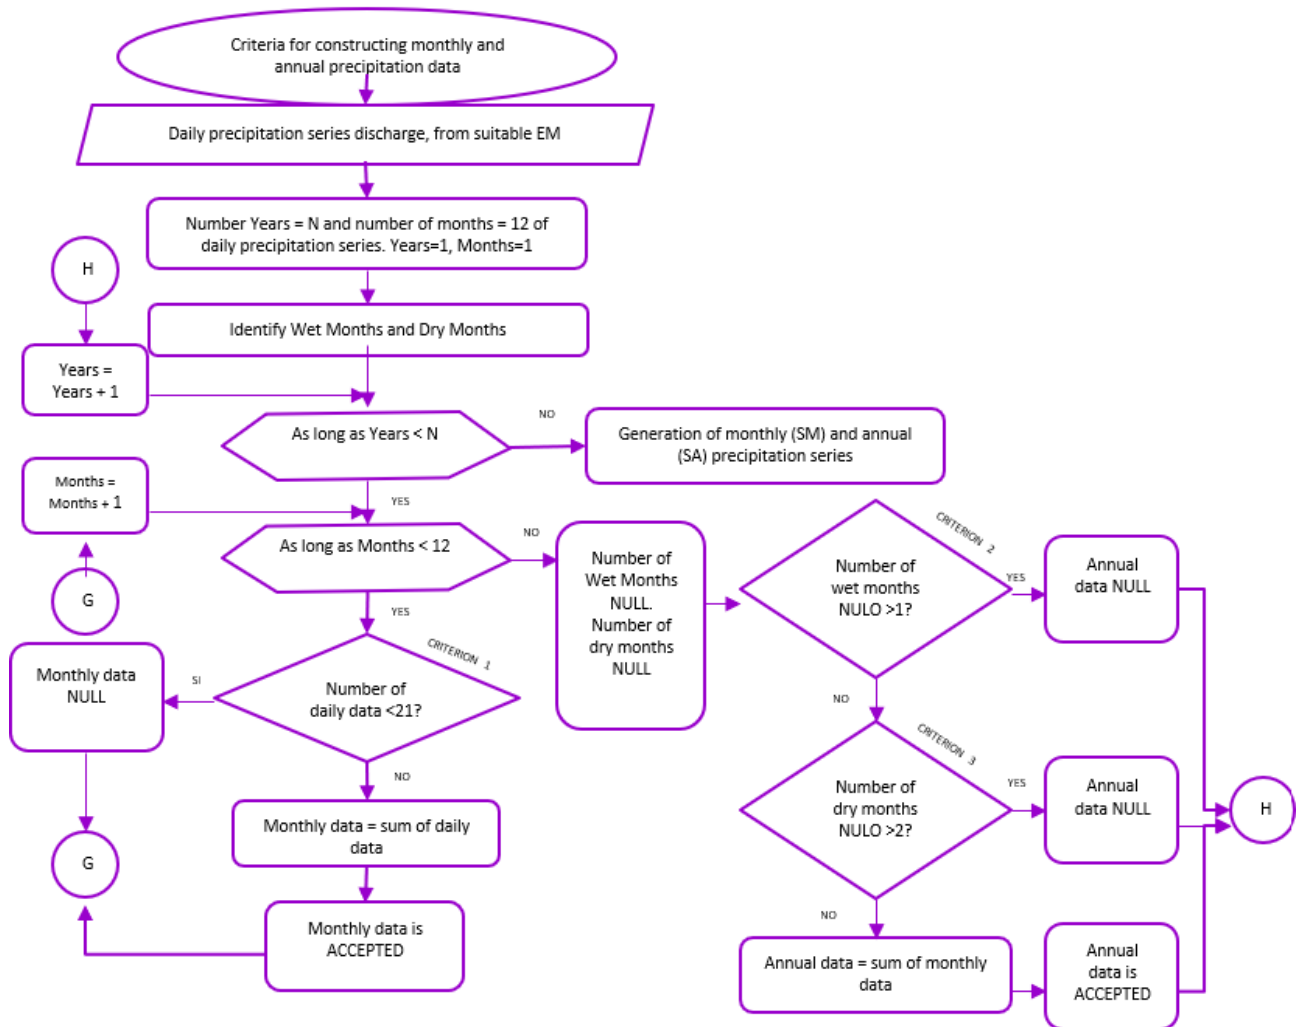 Criteria for constructing monthly and
annual precipitation data
Daily precipitation series discharge, from suitable EM
Number Years = N and number of months = 12 of
daily precipitation series. Years=1, Months=1
H
Identify Wet Months and Dry Months
Years =
Years + 1
As long as Years < N
NO
Generation of monthly (SM) and annual
(SA) precipitation series
Months =
Months + 1
YES
As long as Months < 12
NO
Number of
Wet Months
NULL.
Number of
dry months
NULL
CRITERION 2
Number of
wet months
NULO >1?
YES
Annual
data NULL
G
YES
CRITERION 1
Monthly data
NULL
SI
Number of
daily data <21?
NO
NO
CRITERION 3
Number of
dry months
NULO >2?
YES
Annual
data NULL
H
Monthly data = sum of daily
data
G
Monthly data is
ACCEPTED
NO
Annual data = sum of monthly
data
Annual
data is
ACCEPTED